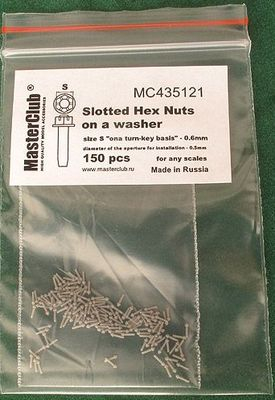 MC435121
S
Slotted Hex Nuts
on a washer
size S "ona turn-key basis" - 0.6mm
diameter of the aperture for installation - 0.5mm
150 pcs
for any scales
www.masterclub.ru
Made in Russia
MasterClub®
HIGH QUALITY MODEL ACCESSORIES